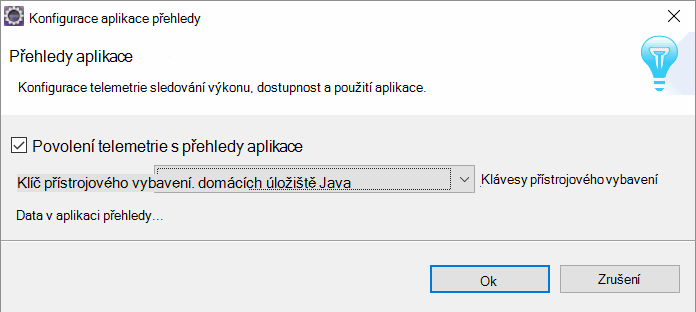 Konfigurace aplikace přehledy
Přehledy aplikace
Konfigurace telemetrie sledování výkonu, dostupnost a použití aplikace.
Povolení telemetrie s přehledy aplikace
Klíč přístrojového vybavení. domácích úložiště Java Klávesy přístrojového vybavení
Data v aplikaci přehledy...
Ok Zrušení